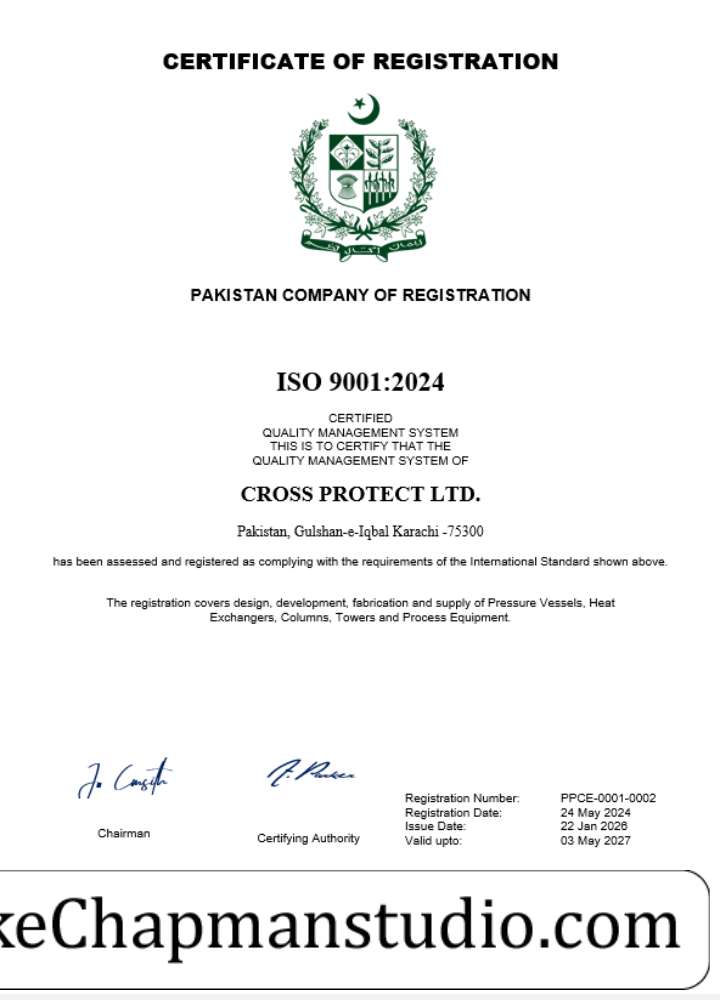 CERTIFICATE OF REGISTRATION
PAKISTAN COMPANY OF REGISTRATION
ISO 9001:2024
CERTIFIED
QUALITY MANAGEMENT SYSTEM
THIS IS TO CERTIFY THAT THE
QUALITY MANAGEMENT SYSTEM OF
CROSS PROTECT LTD.
Pakistan, Gulshan-e-Iqbal Karachi -75300
has been assessed and registered as complying with the requirements of the International Standard shown above.
The registration covers design, development, fabrication and supply of Pressure Vessels, Heat
Exchangers, Columns, Towers and Process Equipment.
Chairman
Certifying Authority
Registration Number: PPCE-0001-0002
Registration Date: 24 May 2024
Issue Date: 22 Jan 2026
Valid upto: 03 May 2027
keChapmanstudio.com